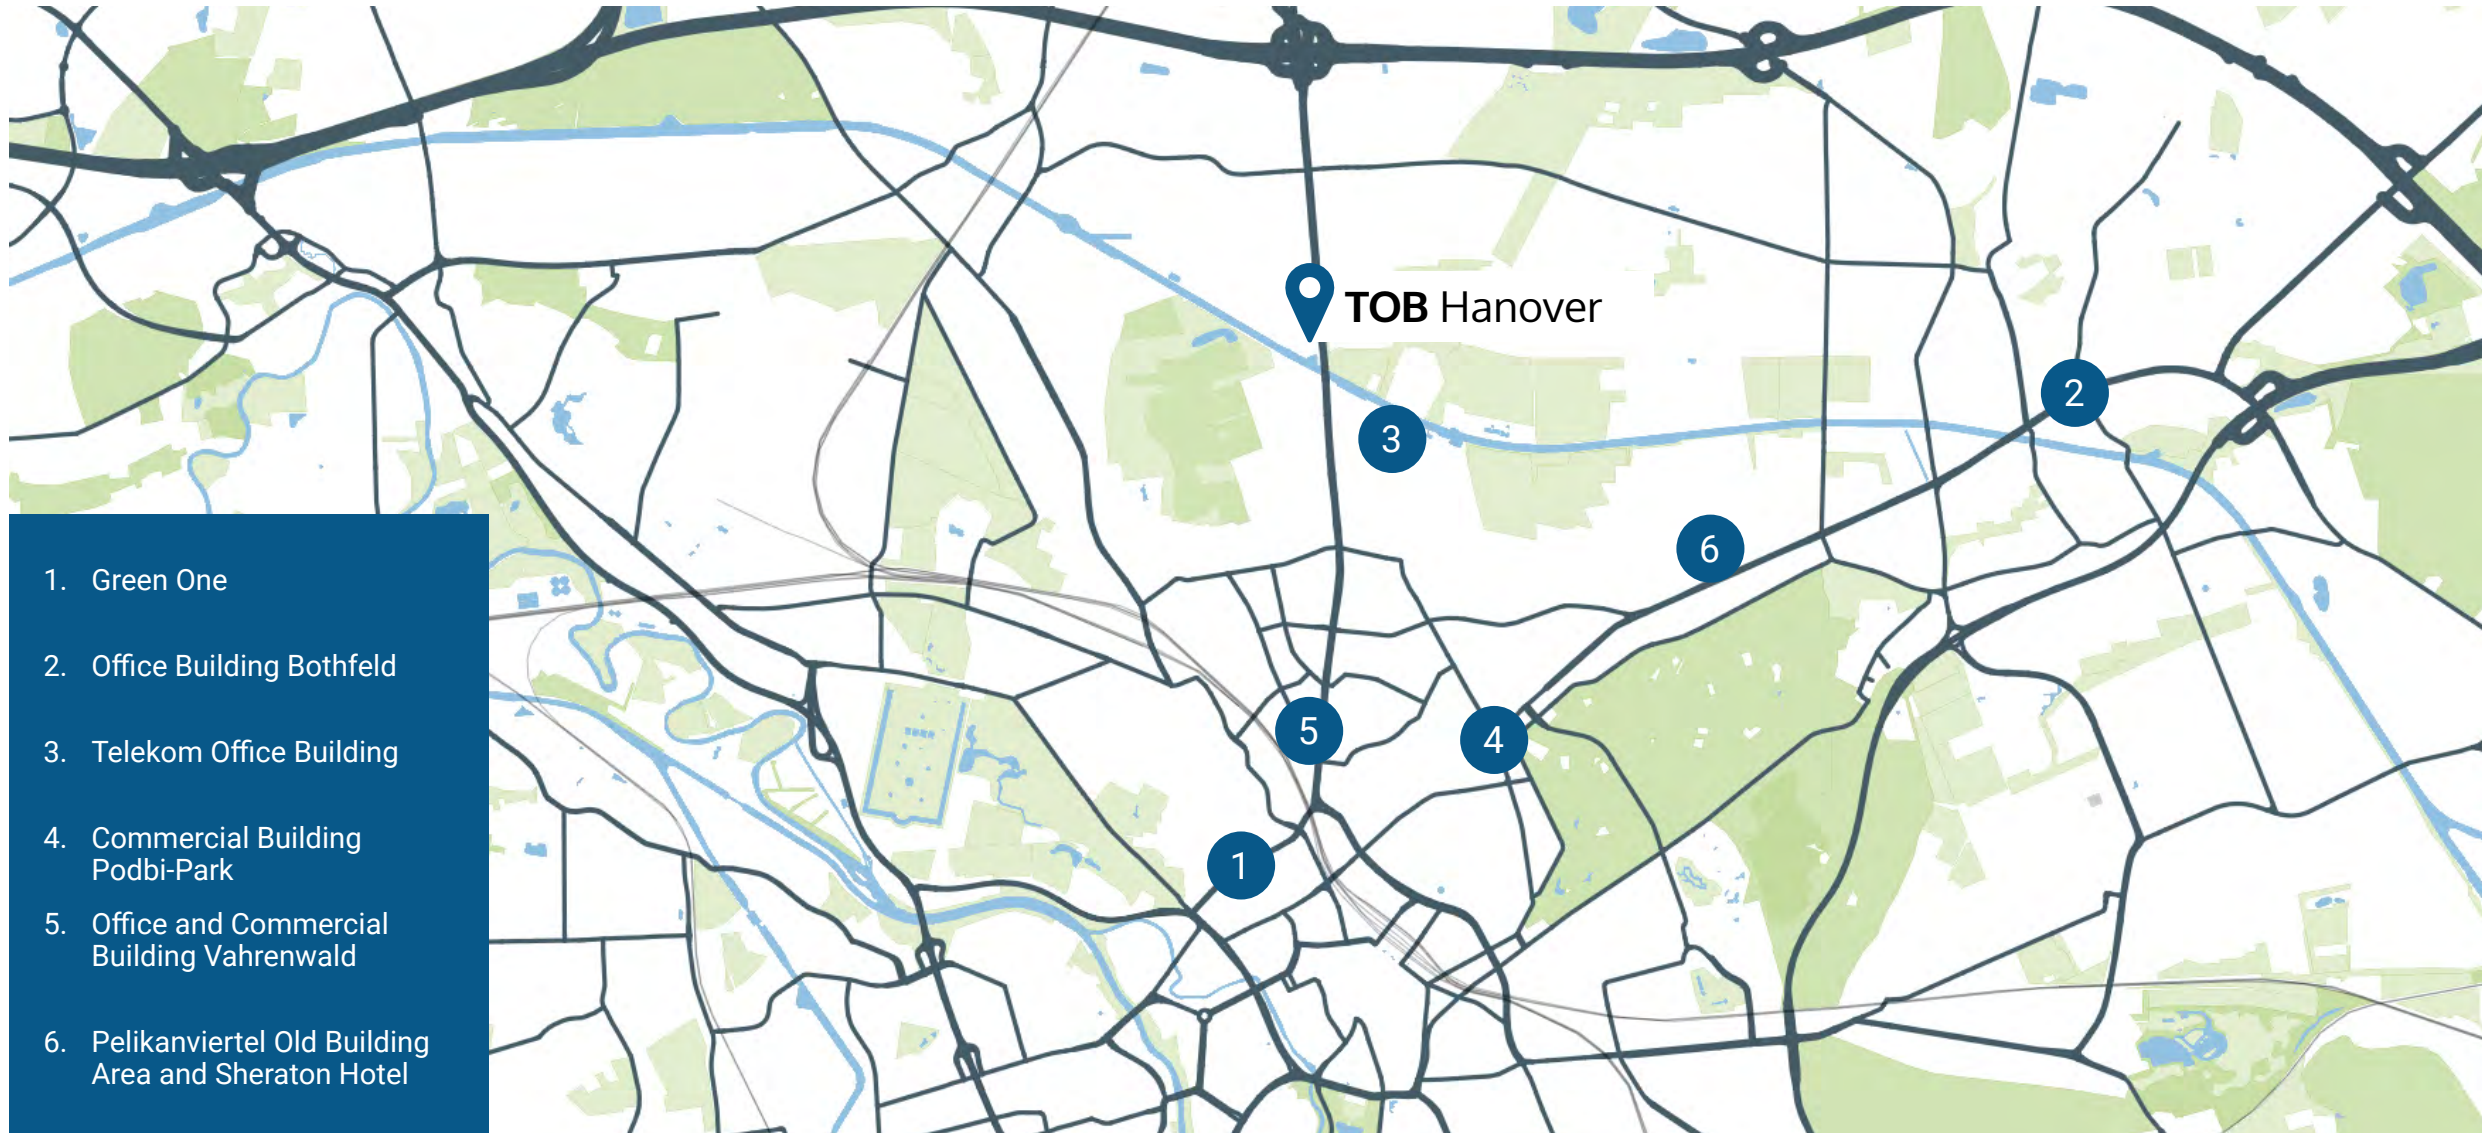 TOB Hanover
2
3
6
5
4
1
1. Green One
2. Office Building Bothfeld
3. Telekom Office Building
4. Commercial Building
Podbi-Park
5. Office and Commercial
Building Vahrenwald
6. Pelikanviertel Old Building
Area and Sheraton Hotel